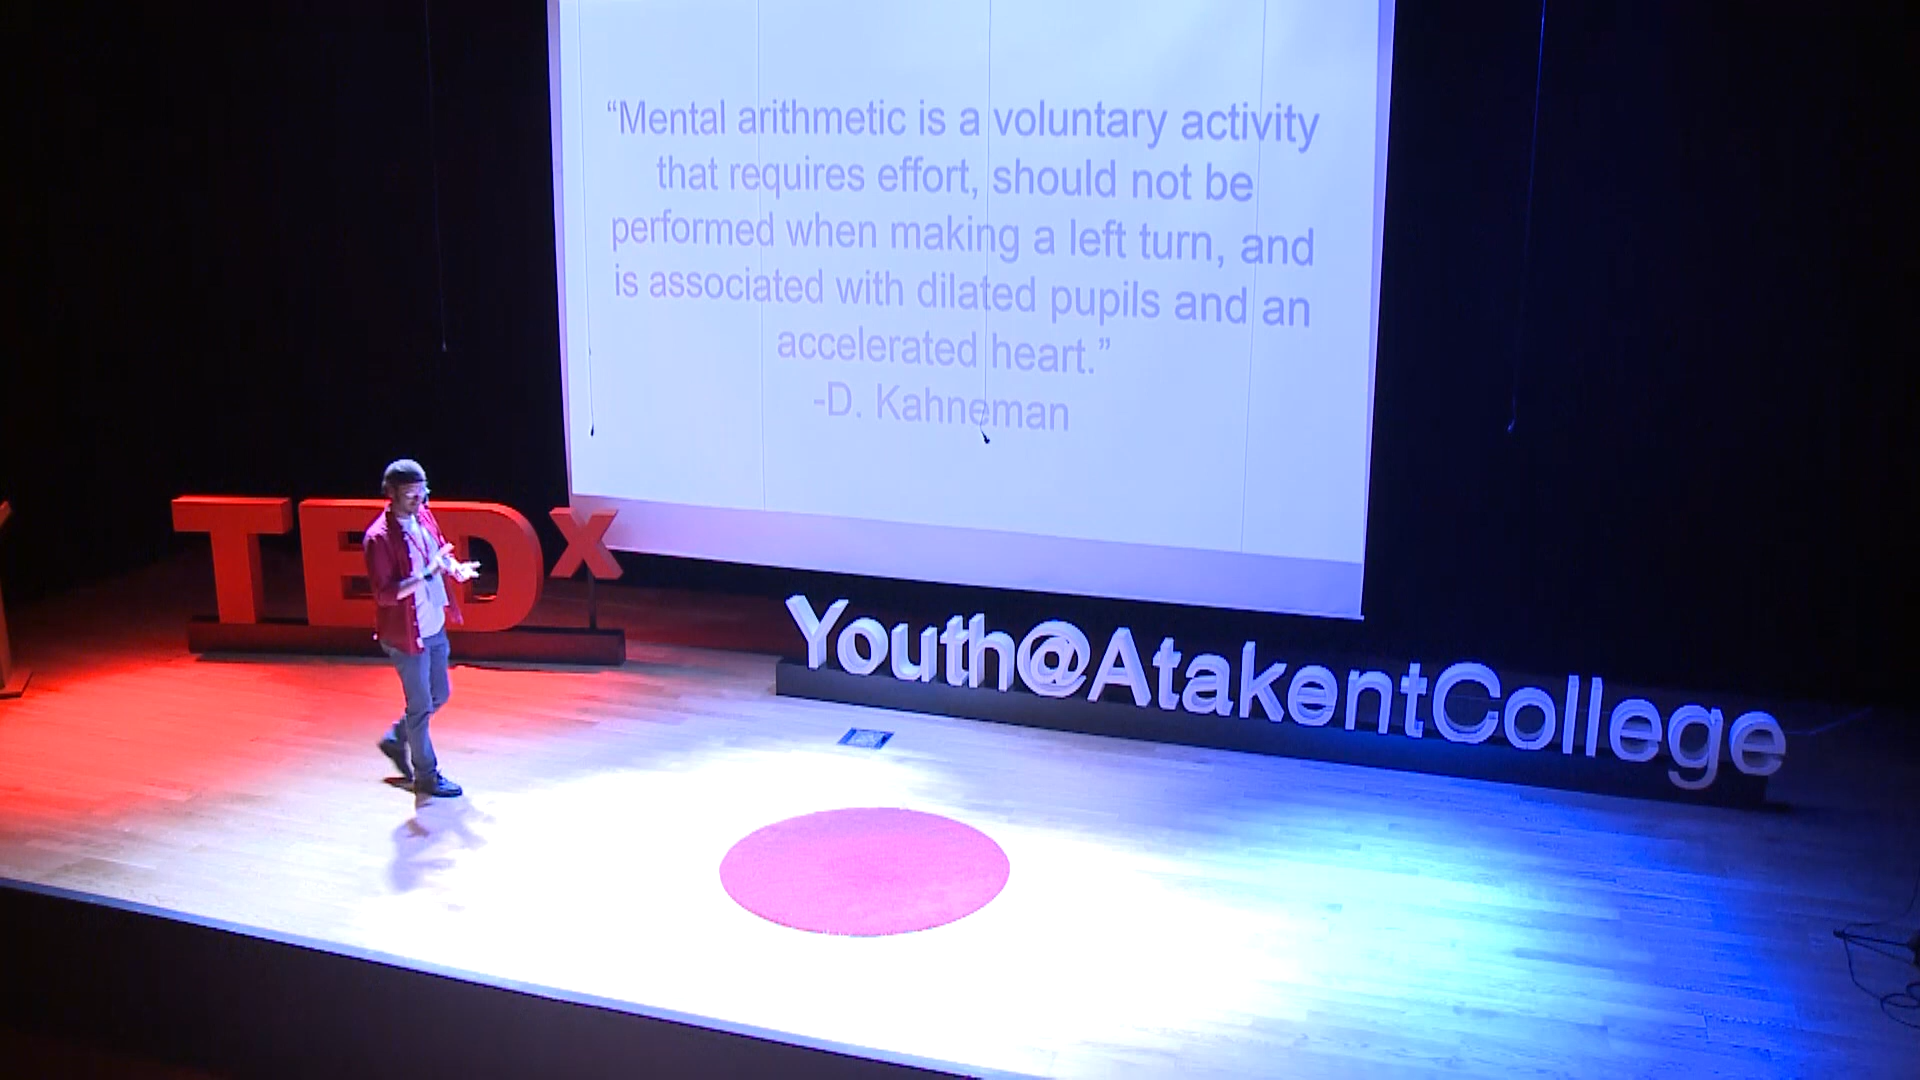 “Mental arithmetic is a voluntary activity
that requires effort, should not be
performed when making a left turn, and
is associated with dilated pupils and an
accelerated heart.”
-D. Kahneman
TEDx
Youth@AtakentCollege